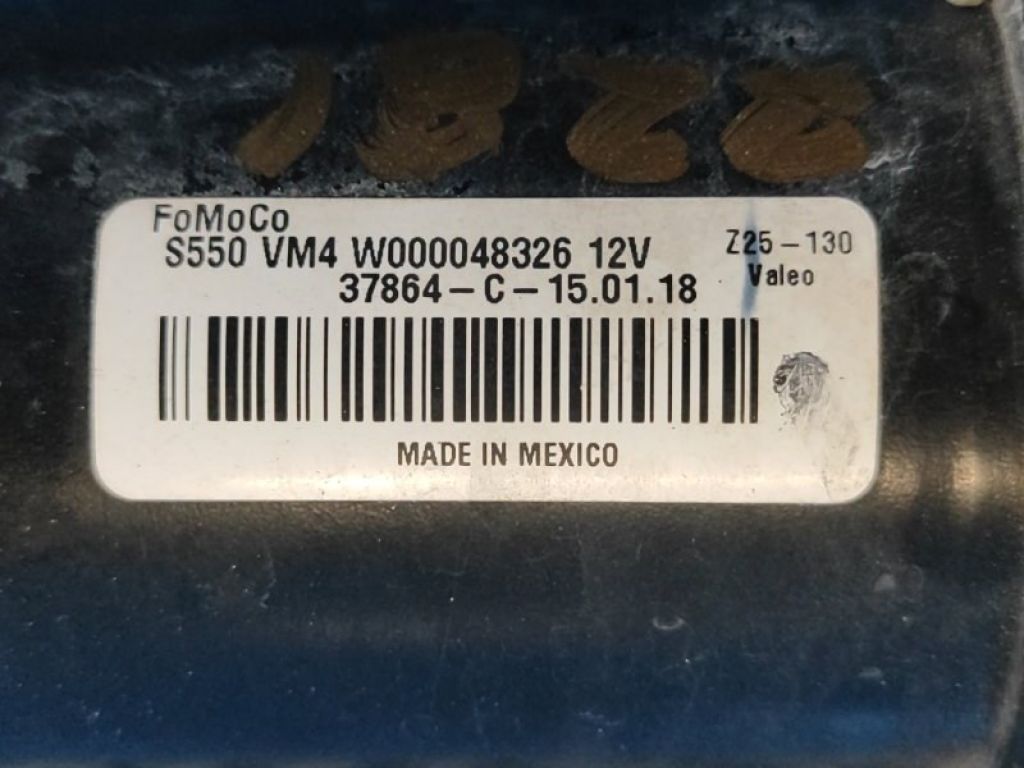 1822
FoMoCo
S550 VM4 W000048326 12V
Z25-130
37864-C-15.01.18
Valeo
MADE IN MEXICO